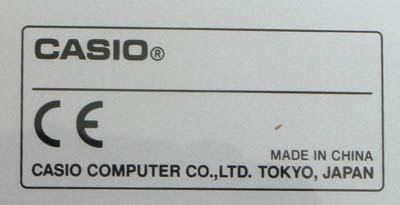 CASIO®
CE
MADE IN CHINA
CASIO COMPUTER CO.,LTD. TOKYO, JAPAN